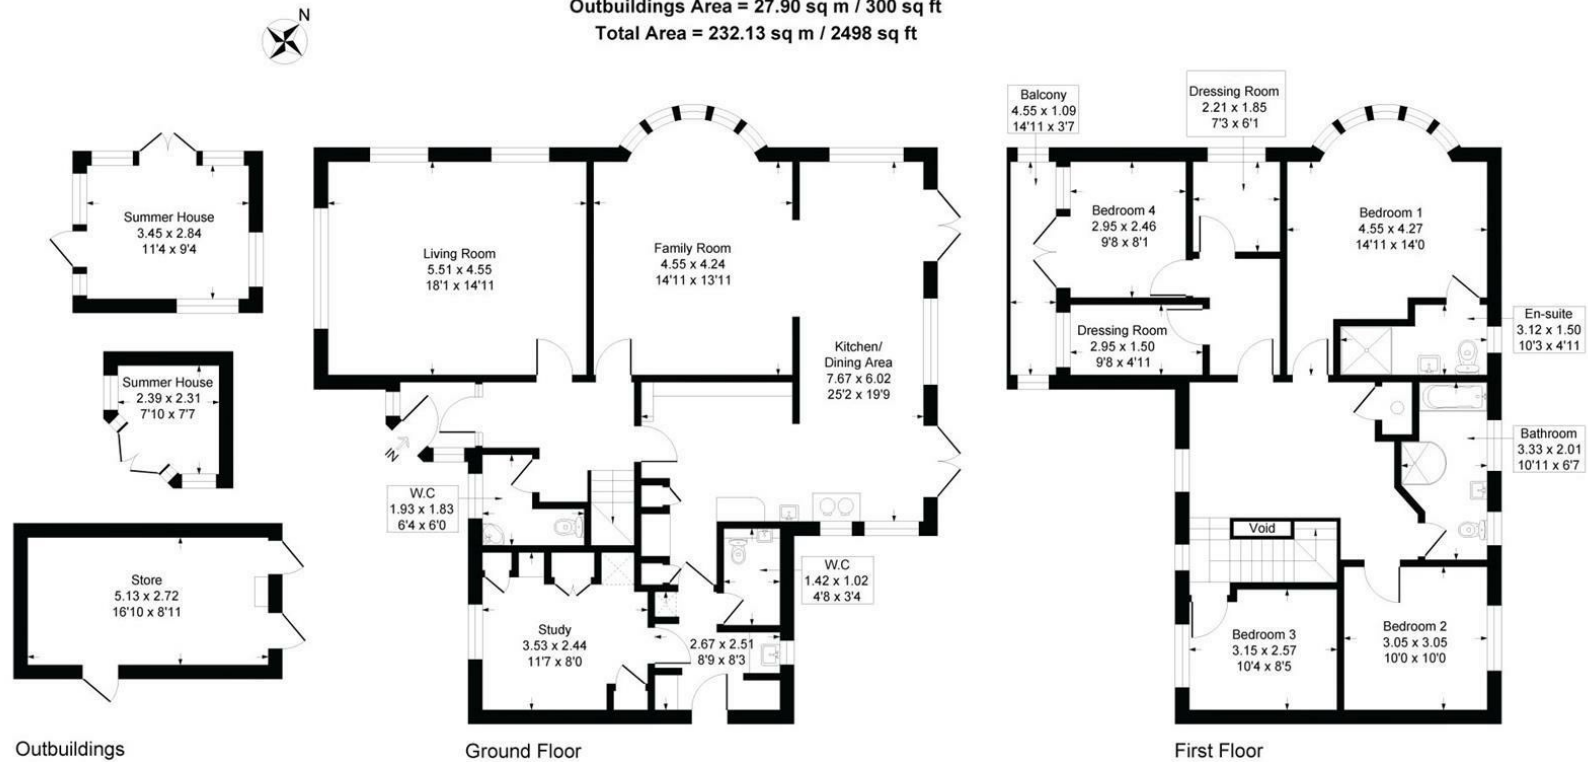 Outbuildings Area = 27.90 sq m / 300 sq ft
Total Area = 232.13 sq m / 2498 sq ft
N
Summer House
3.45 x 2.84
11'4 x 9'4
Summer House
2.39 x 2.31
7'10 x 7'7
Store
5.13 x 2.72
16'10 x 8'11
Outbuildings
Living Room
5.51 x 4.55
18'1 x 14'11
Family Room
4.55 x 4.24
14'11 x 13'11
Kitchen/
Dining Area
7.67 x 6.02
25'2 x 19'9
IN
W.C
1.93 x 1.83
6'4 x 6'0
W.C
1.42 x 1.02
4'8 x 3'4
Study
3.53 x 2.44
11'7 x 8'0
2.67 x 2.51
8'9 x 8'3
Ground Floor
Balcony
4.55 x 1.09
14'11 x 3'7
Dressing Room
2.21 x 1.85
7'3 x 6'1
Bedroom 4
2.95 x 2.46
9'8 x 8'1
Bedroom 1
4.55 x 4.27
14'11 x 14'0
Dressing Room
2.95 x 1.50
9'8 x 4'11
En-suite
3.12 x 1.50
10'3 x 4'11
Bathroom
3.33 x 2.01
10'11 x 6'7
Void
Bedroom 3
3.15 x 2.57
10'4 x 8'5
Bedroom 2
3.05 x 3.05
10'0 x 10'0
First Floor